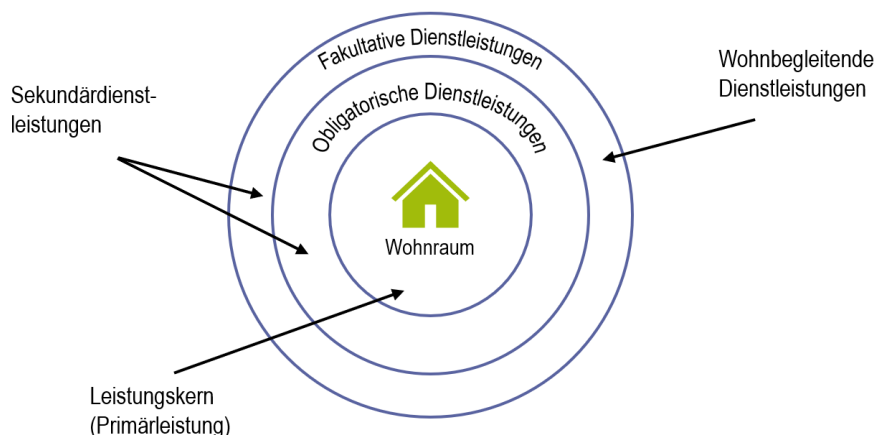 Fakultative Dienstleistungen
Wohnbegleitende
Dienstleistungen
Sekundärdienst-
leistungen
Obligatorische Dienstleistungen
Wohnraum
Leistungskern
(Primärleistung)